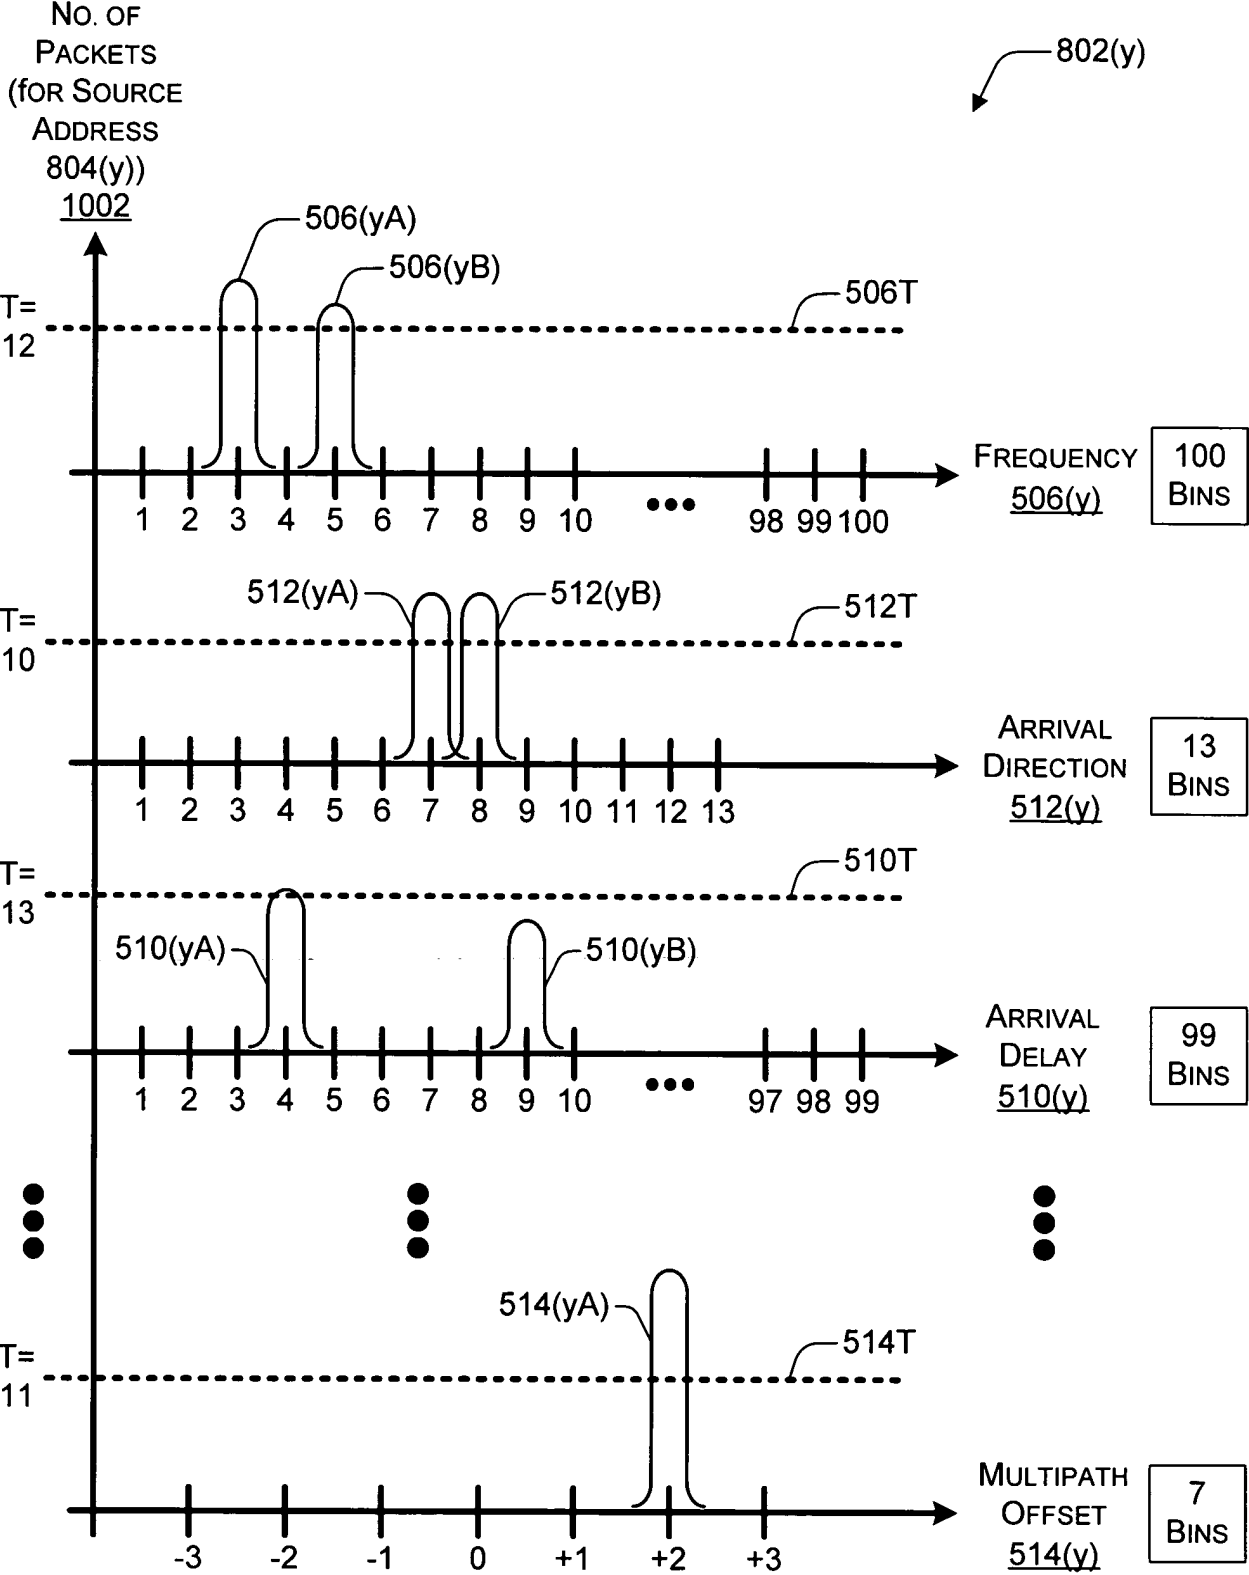 NO. OF
PACKETS
(FOR SOURCE
ADDRESS
804(y))
1002
802(y)
506(yA)
506(yB)
506T
T=
12
FREQUENCY
506(y)
100
BINS
1 2 3 4 5 6 7 8 9 10 ••• 98 99 100
512(yA)
512(yB)
512T
T=
10
ARRIVAL
DIRECTION
512(y)
13
BINS
1 2 3 4 5 6 7 8 9 10 11 12 13
510T
T=
13
510(yA)
510(yB)
ARRIVAL
DELAY
510(y)
99
BINS
1 2 3 4 5 6 7 8 9 10 ••• 97 98 99
514(yA)
514T
T=
11
MULTIPATH
OFFSET
514(y)
7
BINS
-3 -2 -1 0 +1 +2 +3